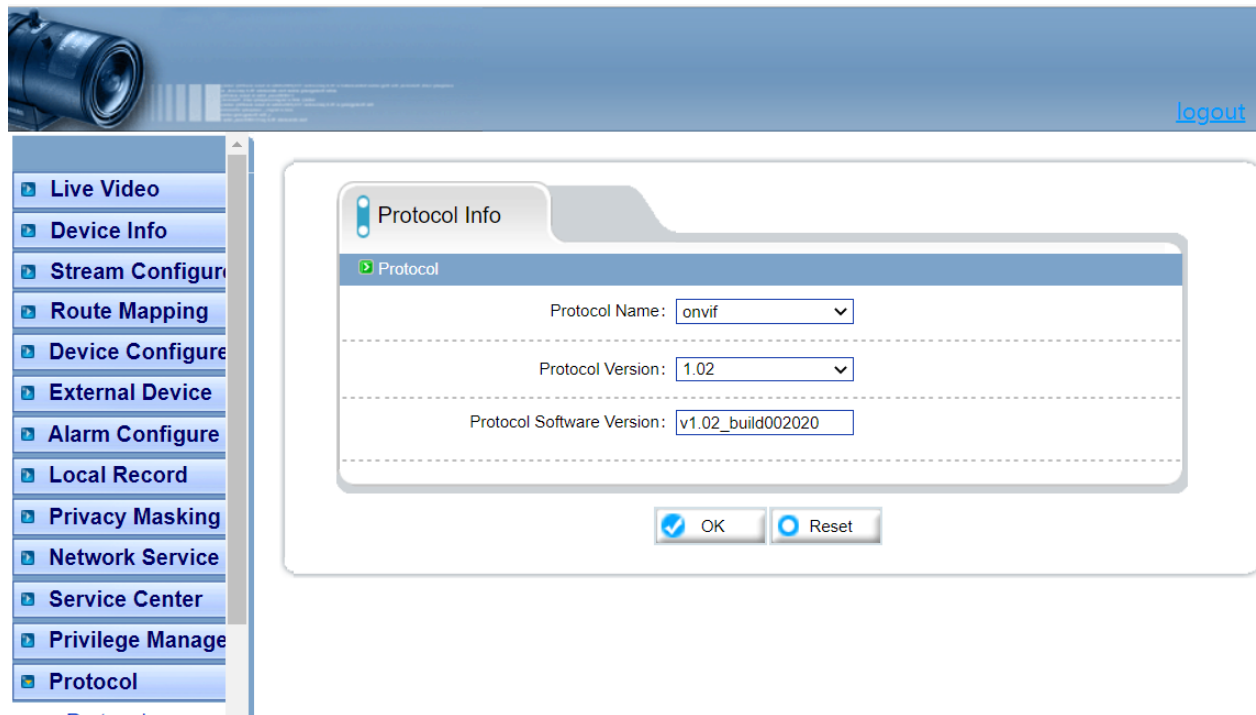 logout
Live Video
Device Info
Stream Configure
Route Mapping
Device Configure
External Device
Alarm Configure
Local Record
Privacy Masking
Network Service
Service Center
Privilege Manage
Protocol
Protocol Info
Protocol
Protocol Name: onvif
Protocol Version: 1.02
Protocol Software Version: v1.02_build002020
OK Reset